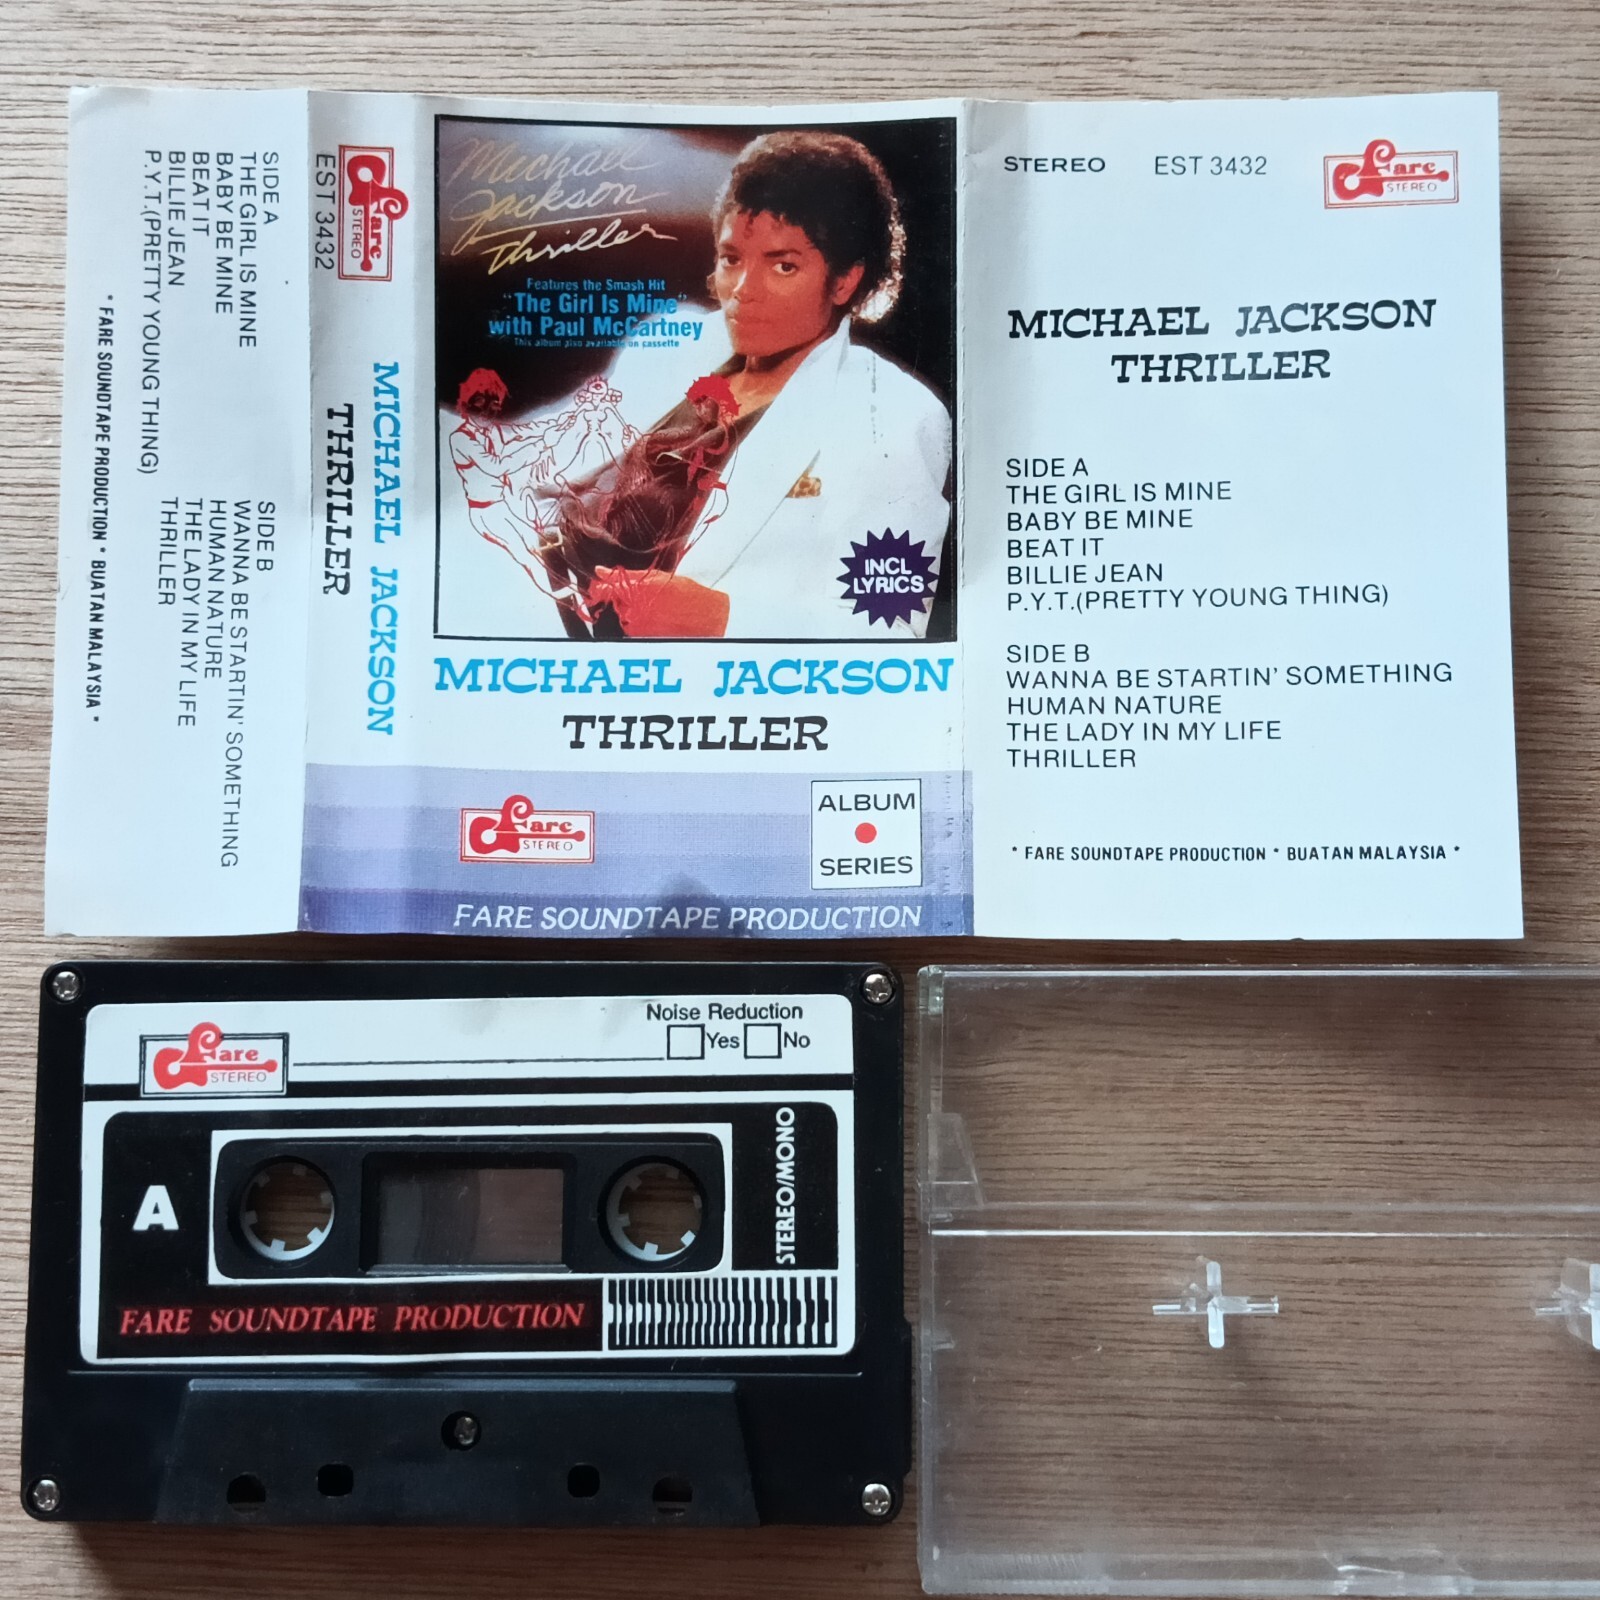 SIDE A
THE GIRL IS MINE
BABY BE MINE
BEAT IT
BILLIE JEAN
P.Y.T.(PRETTY YOUNG THING)
SIDE B
WANNA BE STARTIN' SOMETHING
HUMAN NATURE
THE LADY IN MY LIFE
THRILLER
* FARE SOUNDTAPE PRODUCTION * BUATAN MALAYSIA *
Fare
STEREO
EST 3432
MICHAEL JACKSON
THRILLER
Michael
Jackson
Thriller
Features the Smash Hit
"The Girl Is Mine"
with Paul McCartney
This album also available on cassette
INCL
LYRICS
MICHAEL JACKSON
THRILLER
Fare
STEREO
ALBUM
SERIES
FARE SOUNDTAPE PRODUCTION
STEREO EST 3432
Fare
STEREO
MICHAEL JACKSON
THRILLER
SIDE A
THE GIRL IS MINE
BABY BE MINE
BEAT IT
BILLIE JEAN
P.Y.T.(PRETTY YOUNG THING)
SIDE B
WANNA BE STARTIN' SOMETHING
HUMAN NATURE
THE LADY IN MY LIFE
THRILLER
* FARE SOUNDTAPE PRODUCTION * BUATAN MALAYSIA *
Fare
STEREO
Noise Reduction
Yes No
A
STEREO/MONO
FARE SOUNDTAPE PRODUCTION